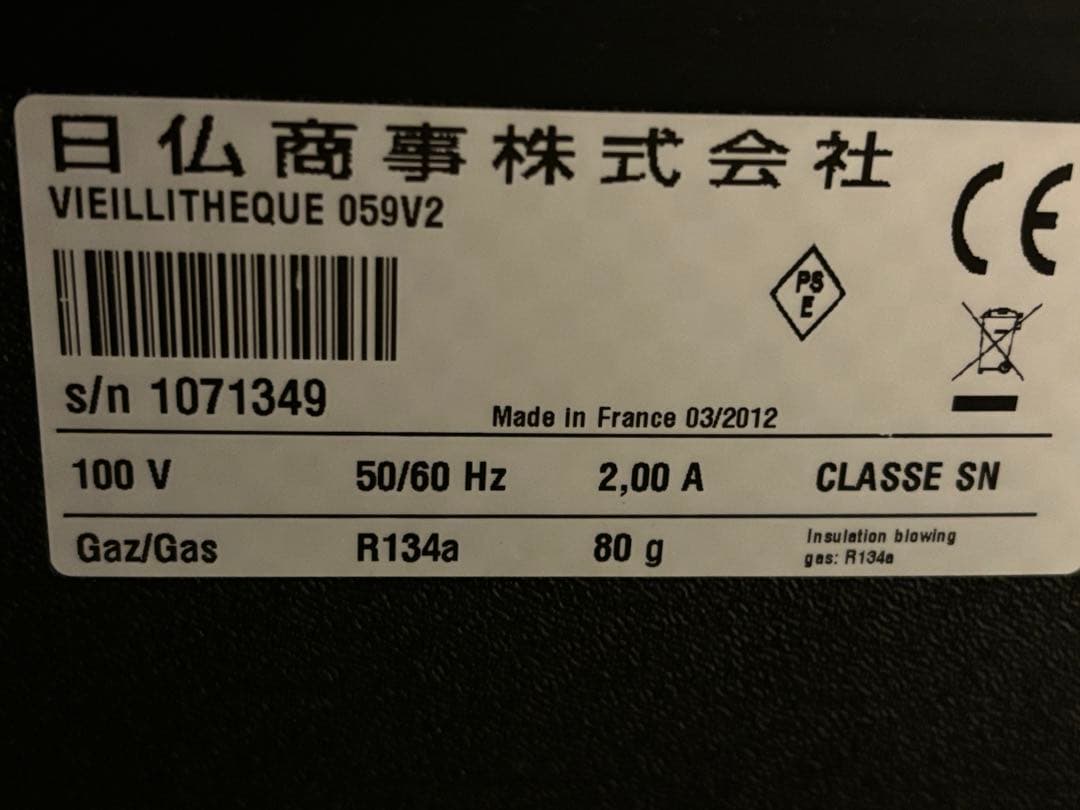 日仏商事株式会社
VIEILLITHEQUE 059V2
CE
PS
E
s/n 1071349
Made in France 03/2012
100 V 50/60 Hz 2,00 A CLASSE SN
Gaz/Gas R134a 80 g
Insulation blowing
gas: R134a